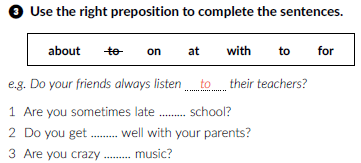 3 Use the right preposition to complete the sentences.
about to on at with to for
e.g. Do your friends always listen ......to...... their teachers?
1 Are you sometimes late ......... school?
2 Do you get ......... well with your parents?
3 Are you crazy ......... music?